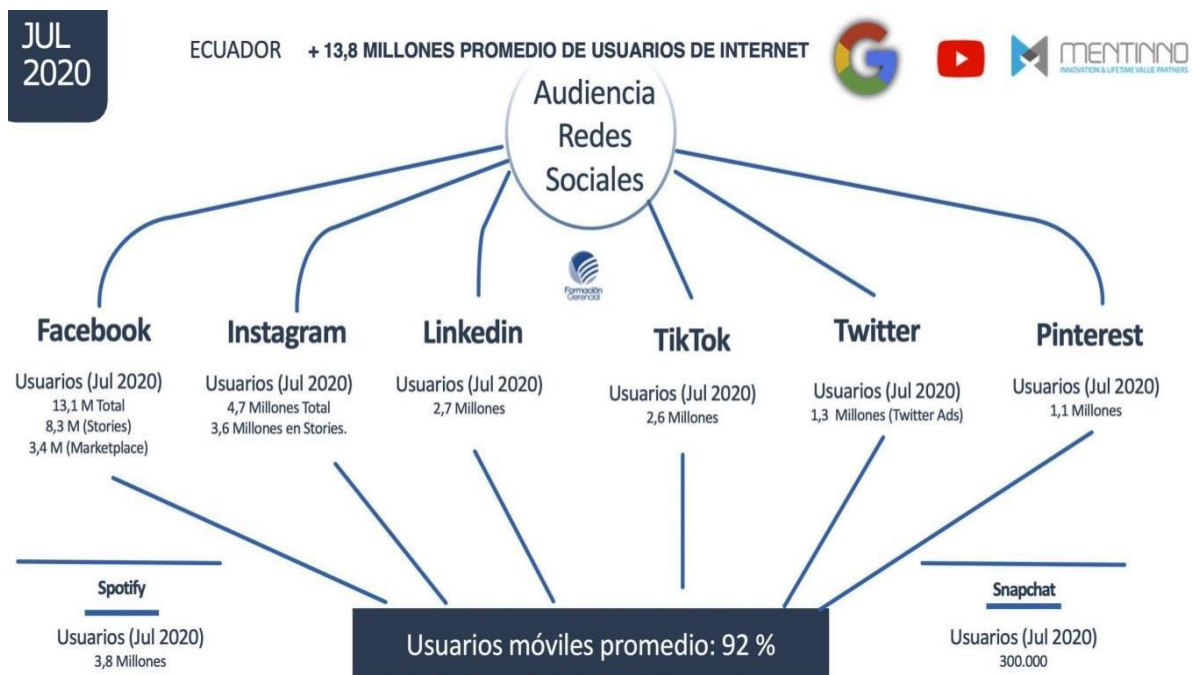 JUL
2020
ECUADOR + 13,8 MILLONES PROMEDIO DE USUARIOS DE INTERNET
G
MENTINNO
INNOVATION & LIFETIME VALUE PARTNERS
Audiencia
Redes
Sociales
Formación
Gerencial
Facebook
Usuarios (Jul 2020)
13,1 M Total
8,3 M (Stories)
3,4 M (Marketplace)
Instagram
Usuarios (Jul 2020)
4,7 Millones Total
3,6 Millones en Stories.
Linkedin
Usuarios (Jul 2020)
2,7 Millones
TikTok
Usuarios (Jul 2020)
2,6 Millones
Twitter
Usuarios (Jul 2020)
1,3 Millones (Twitter Ads)
Pinterest
Usuarios (Jul 2020)
1,1 Millones
Spotify
Usuarios (Jul 2020)
3,8 Millones
Usuarios móviles promedio: 92 %
Snapchat
Usuarios (Jul 2020)
300.000